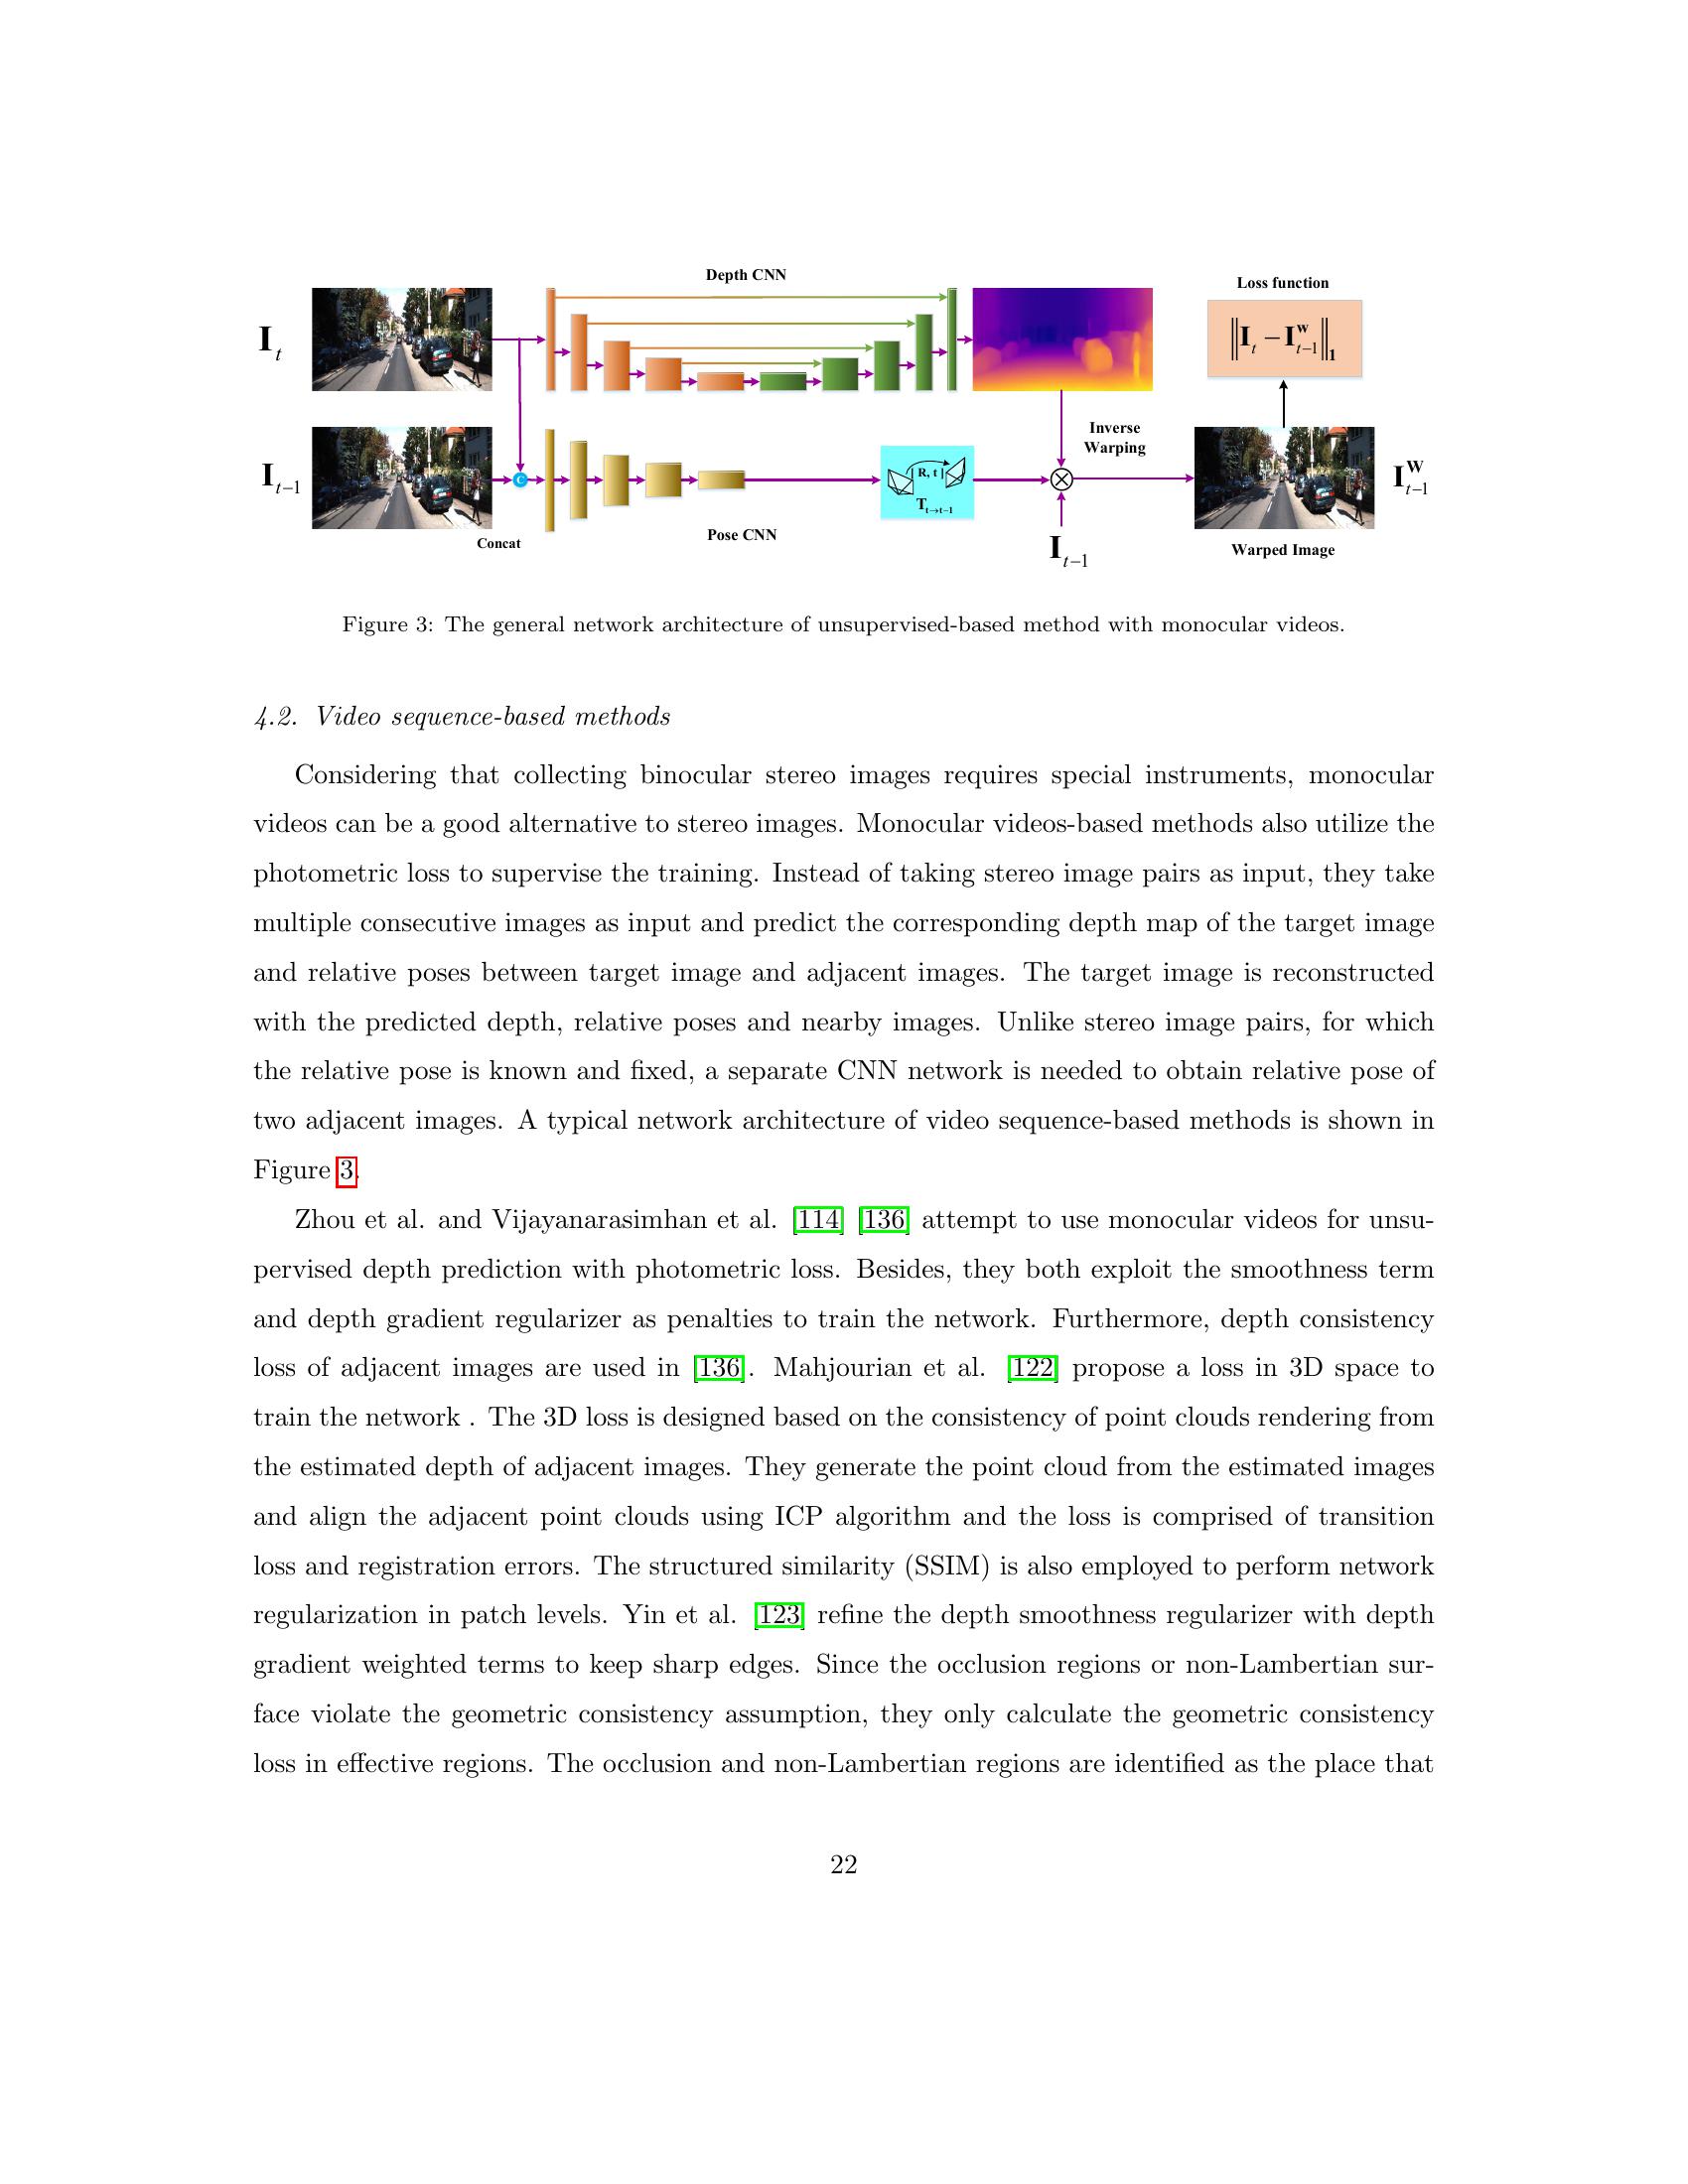 Depth CNN
Loss function
I_t
‖I_t − I^w_{t−1}‖_1
Inverse
Warping
I_{t−1}
C
[R, t]
T_{t→t−1}
I^W_{t−1}
Concat
Pose CNN
I_{t−1}
Warped Image
Figure 3: The general network architecture of unsupervised-based method with monocular videos.
4.2. Video sequence-based methods
Considering that collecting binocular stereo images requires special instruments, monocular
videos can be a good alternative to stereo images. Monocular videos-based methods also utilize the
photometric loss to supervise the training. Instead of taking stereo image pairs as input, they take
multiple consecutive images as input and predict the corresponding depth map of the target image
and relative poses between target image and adjacent images. The target image is reconstructed
with the predicted depth, relative poses and nearby images. Unlike stereo image pairs, for which
the relative pose is known and fixed, a separate CNN network is needed to obtain relative pose of
two adjacent images. A typical network architecture of video sequence-based methods is shown in
Figure 3.
Zhou et al. and Vijayanarasimhan et al. [114] [136] attempt to use monocular videos for unsu-
pervised depth prediction with photometric loss. Besides, they both exploit the smoothness term
and depth gradient regularizer as penalties to train the network. Furthermore, depth consistency
loss of adjacent images are used in [136]. Mahjourian et al. [122] propose a loss in 3D space to
train the network . The 3D loss is designed based on the consistency of point clouds rendering from
the estimated depth of adjacent images. They generate the point cloud from the estimated images
and align the adjacent point clouds using ICP algorithm and the loss is comprised of transition
loss and registration errors. The structured similarity (SSIM) is also employed to perform network
regularization in patch levels. Yin et al. [123] refine the depth smoothness regularizer with depth
gradient weighted terms to keep sharp edges. Since the occlusion regions or non-Lambertian sur-
face violate the geometric consistency assumption, they only calculate the geometric consistency
loss in effective regions. The occlusion and non-Lambertian regions are identified as the place that
22